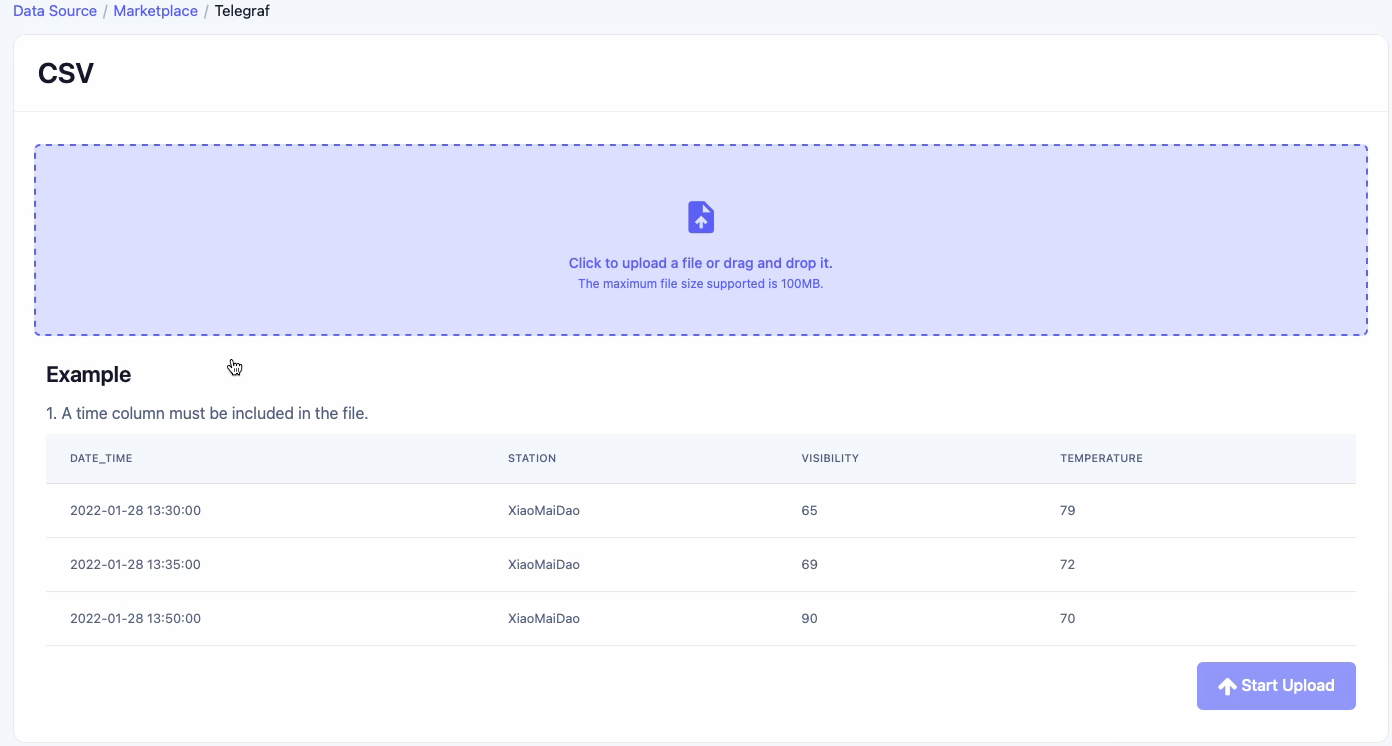 Data Source / Marketplace / Telegraf
CSV
Click to upload a file or drag and drop it.
The maximum file size supported is 100MB.
Example
1. A time column must be included in the file.
DATE_TIME STATION VISIBILITY TEMPERATURE
2022-01-28 13:30:00 XiaoMaiDao 65 79
2022-01-28 13:35:00 XiaoMaiDao 69 72
2022-01-28 13:50:00 XiaoMaiDao 90 70
Start Upload